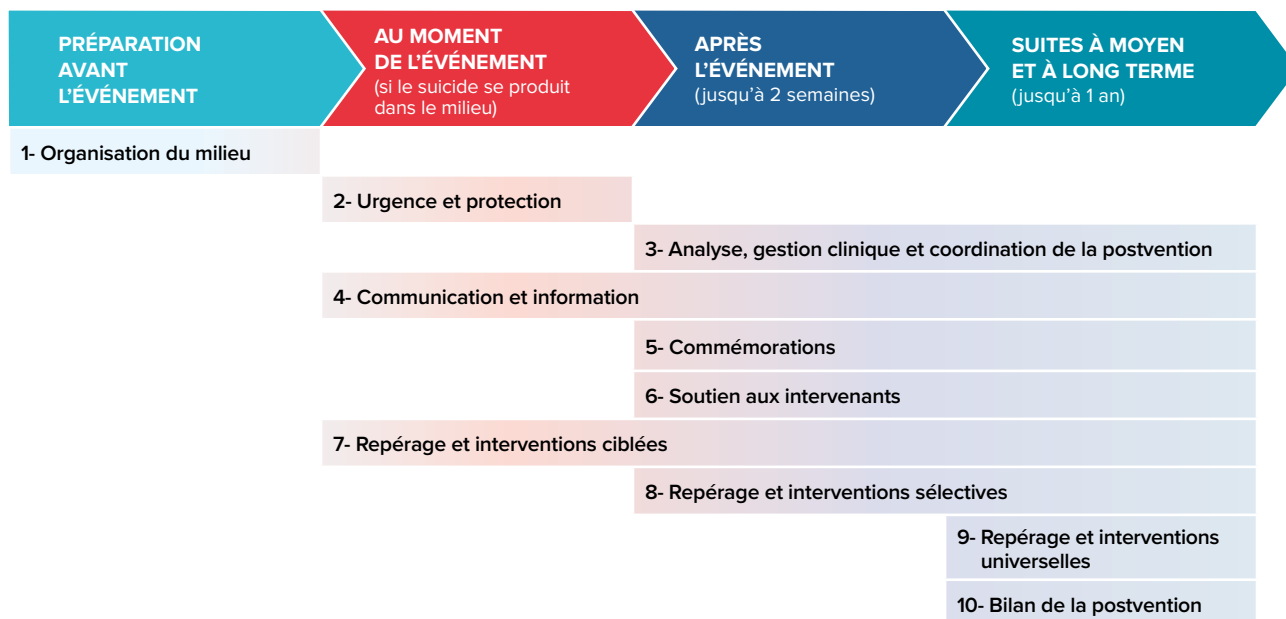 PRÉPARATION
AVANT
L’ÉVÉNEMENT
AU MOMENT
DE L’ÉVÉNEMENT
(si le suicide se produit
dans le milieu)
APRÈS
L’ÉVÉNEMENT
(jusqu’à 2 semaines)
SUITES À MOYEN
ET À LONG TERME
(jusqu’à 1 an)
1- Organisation du milieu
2- Urgence et protection
3- Analyse, gestion clinique et coordination de la postvention
4- Communication et information
5- Commémorations
6- Soutien aux intervenants
7- Repérage et interventions ciblées
8- Repérage et interventions sélectives
9- Repérage et interventions
universelles
10- Bilan de la postvention